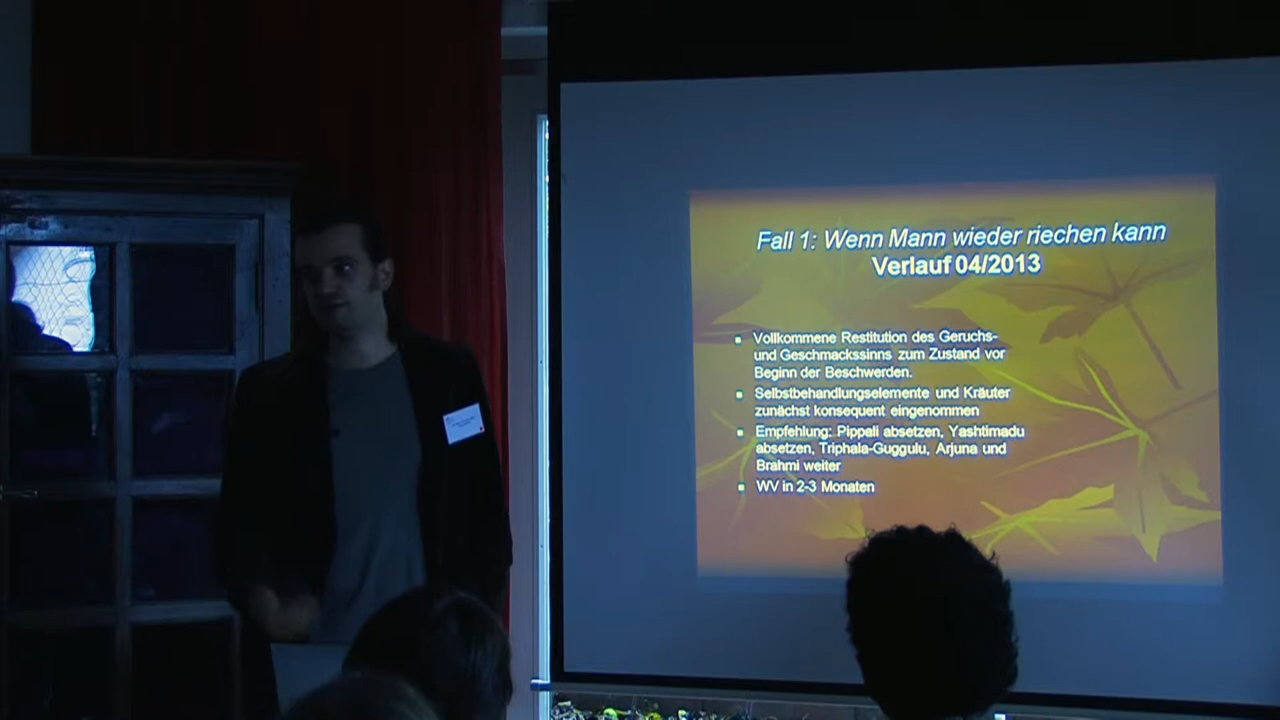 Fall 1: Wenn Mann wieder riechen kann
Verlauf 04/2013
Vollkommene Restitution des Geruchs-
und Geschmackssinns zum Zustand vor
Beginn der Beschwerden.
Selbstbehandlungselemente und Kräuter
zunächst konsequent eingenommen
Empfehlung: Pippali absetzen, Yashtimadu
absetzen, Triphala-Guggulu, Arjuna und
Brahmi weiter
WV in 2-3 Monaten